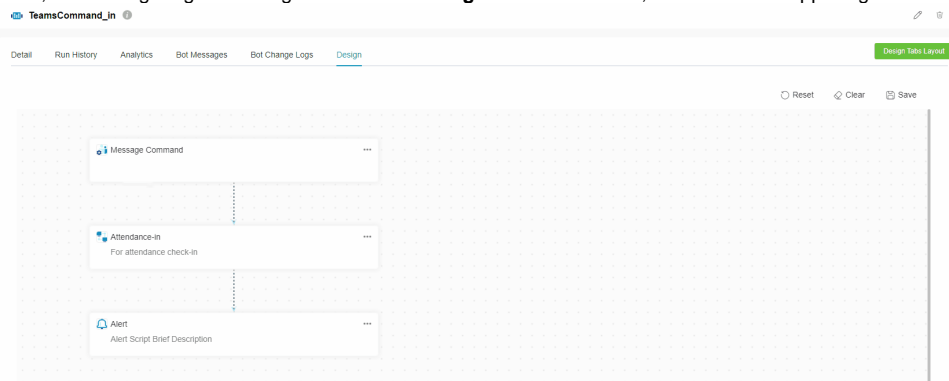 TeamsCommand_in
Detail Run History Analytics Bot Messages Bot Change Logs Design Design Tabs Layout
Reset Clear Save
Message Command
Attendance-in
For attendance check-in
Alert
Alert Script Brief Description